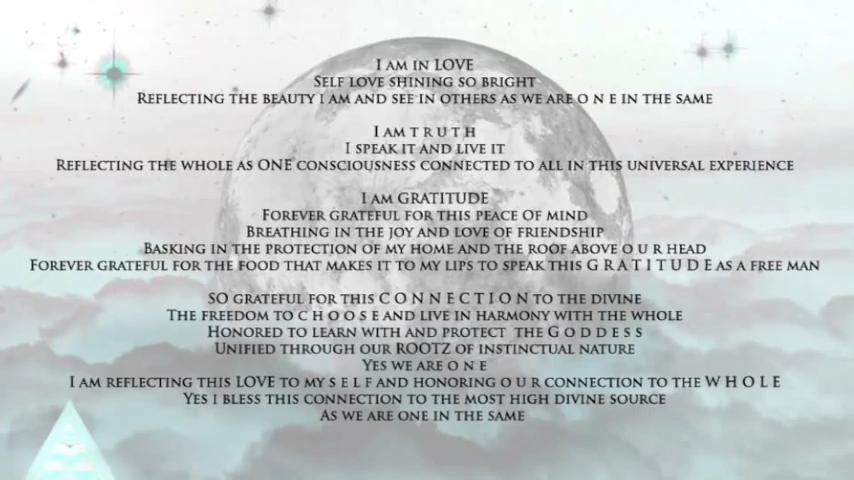 I AM IN LOVE
SELF LOVE SHINING SO BRIGHT
REFLECTING THE BEAUTY I AM AND SEE IN OTHERS AS WE ARE O N E IN THE SAME
I AM T R U T H
I SPEAK IT AND LIVE IT
REFLECTING THE WHOLE AS ONE CONSCIOUSNESS CONNECTED TO ALL IN THIS UNIVERSAL EXPERIENCE
I AM GRATITUDE
FOREVER GRATEFUL FOR THIS PEACE OF MIND
BREATHING IN THE JOY AND LOVE OF FRIENDSHIP
BASKING IN THE PROTECTION OF MY HOME AND THE ROOF ABOVE O U R HEAD
FOREVER GRATEFUL FOR THE FOOD THAT MAKES IT TO MY LIPS TO SPEAK THIS G R A T I T U D E AS A FREE MAN
SO GRATEFUL FOR THIS C O N N E C T I O N TO THE DIVINE
THE FREEDOM TO C H O O S E AND LIVE IN HARMONY WITH THE WHOLE
HONORED TO LEARN WITH AND PROTECT THE G O D D E S S
UNIFIED THROUGH OUR ROOTZ OF INSTINCTUAL NATURE
YES WE ARE O N E
I AM REFLECTING THIS LOVE TO MY S E L F AND HONORING O U R CONNECTION TO THE W H O L E
YES I BLESS THIS CONNECTION TO THE MOST HIGH DIVINE SOURCE
AS WE ARE ONE IN THE SAME